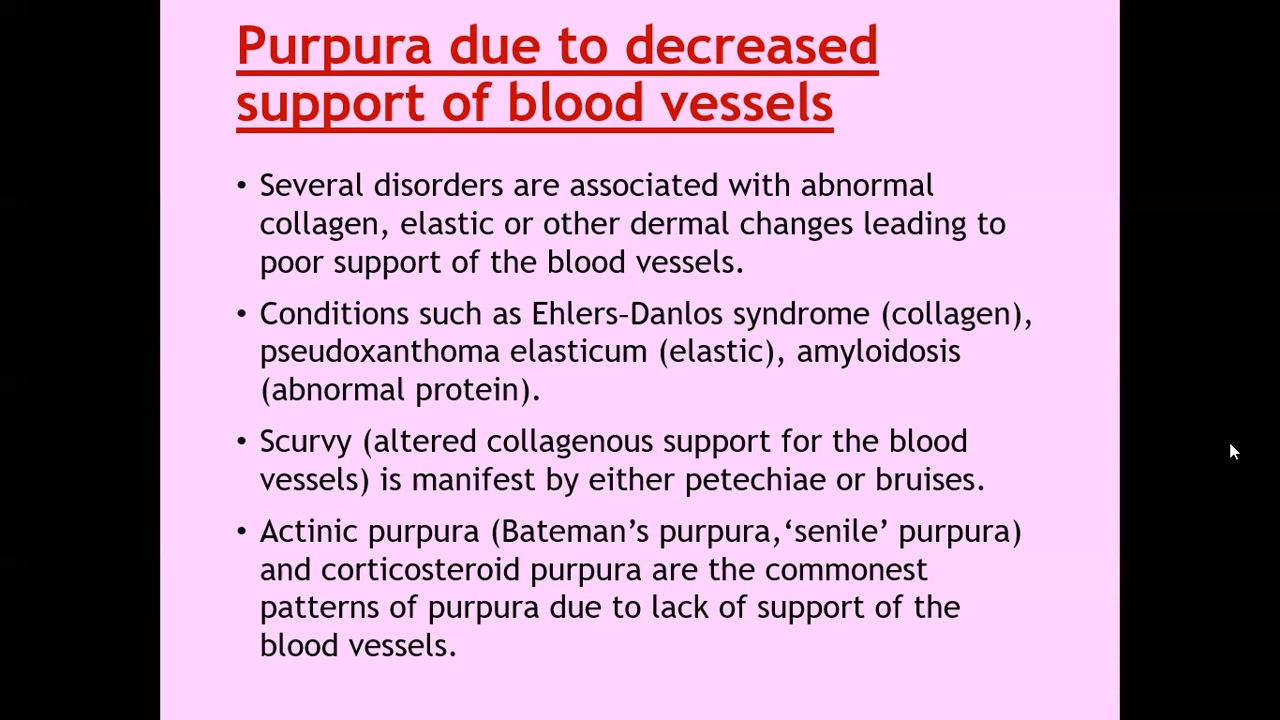 Purpura due to decreased
support of blood vessels
• Several disorders are associated with abnormal
collagen, elastic or other dermal changes leading to
poor support of the blood vessels.
• Conditions such as Ehlers–Danlos syndrome (collagen),
pseudoxanthoma elasticum (elastic), amyloidosis
(abnormal protein).
• Scurvy (altered collagenous support for the blood
vessels) is manifest by either petechiae or bruises.
• Actinic purpura (Bateman’s purpura,‘senile’ purpura)
and corticosteroid purpura are the commonest
patterns of purpura due to lack of support of the
blood vessels.